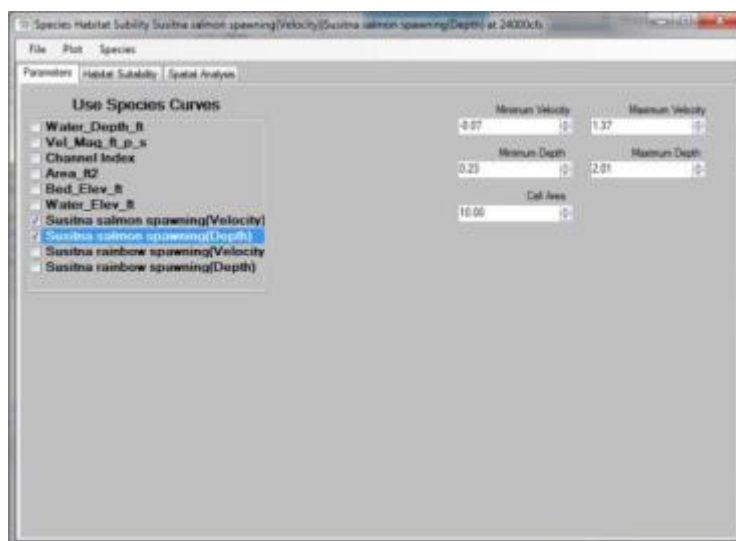 Species Habitat Subility Susitna salmon spawning(Velocity)|Susitna salmon spawning(Depth) at 24000cfs
File Plot Species
Parameters Habitat Suitability Spatial Analysis
Use Species Curves
Minimum Velocity Maximum Velocity
Water_Depth_ft
-0.07 1.37
Vel_Mag_ft_p_s
Channel Index
Minimum Depth Maximum Depth
Area_ft2
0.23 2.01
Bed_Elev_ft
Water_Elev_ft
Cell Area
Susitna salmon spawning(Velocity)
10.00
Susitna salmon spawning(Depth)
Susitna rainbow spawning(Velocity
Susitna rainbow spawning(Depth)